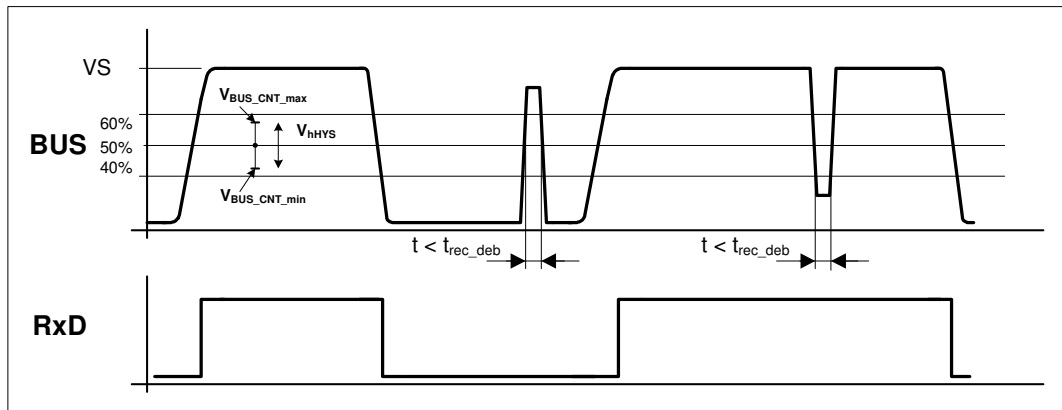 VS
V_BUS_CNT_max
60%
V_hHYS
BUS
50%
40%
V_BUS_CNT_min
t < t_rec_deb
t < t_rec_deb
RxD